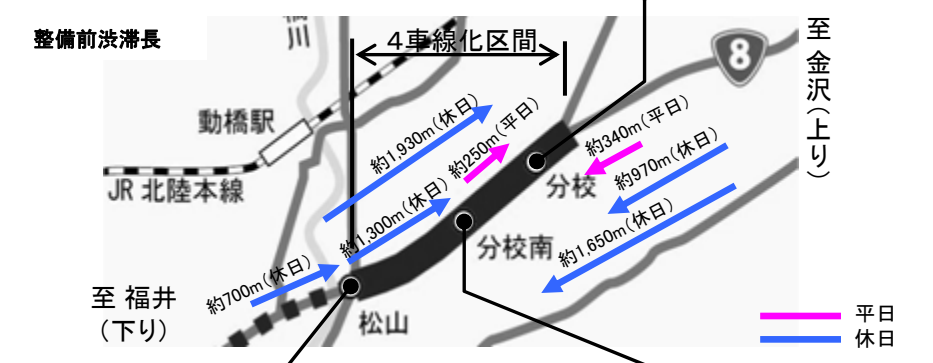 整備前渋滞長
川
4車線化区間
8
至 金沢(上り)
動橋駅
JR 北陸本線
約1,930m(休日)
約250m(平日)
約340m(平日)
約970m(休日)
分校
約1,300m(休日)
分校南
約1,650m(休日)
約700m(休日)
至 福井
(下り)
松山
平日
休日